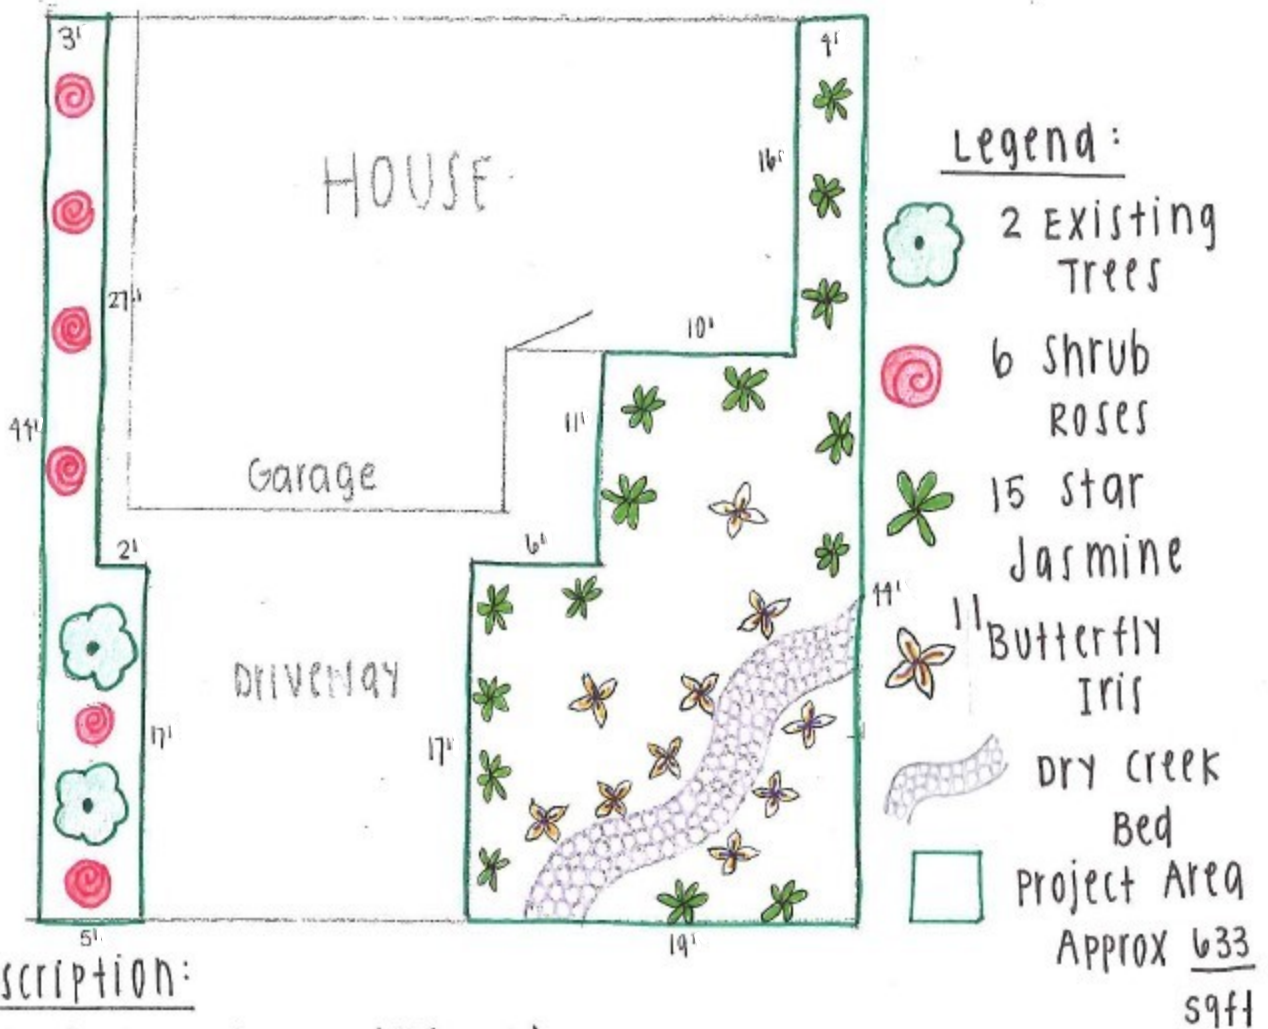 3'
4'
HOUSE
16'
27'
10'
44'
11'
Garage
2'
6'
Driveway
17'
17'
44'
5'
19'
Legend:
2 Existing
Trees
6 Shrub
Roses
15 Star
Jasmine
11 Butterfly
Iris
Dry Creek
Bed
Project Area
Approx 633
sqft
scription: